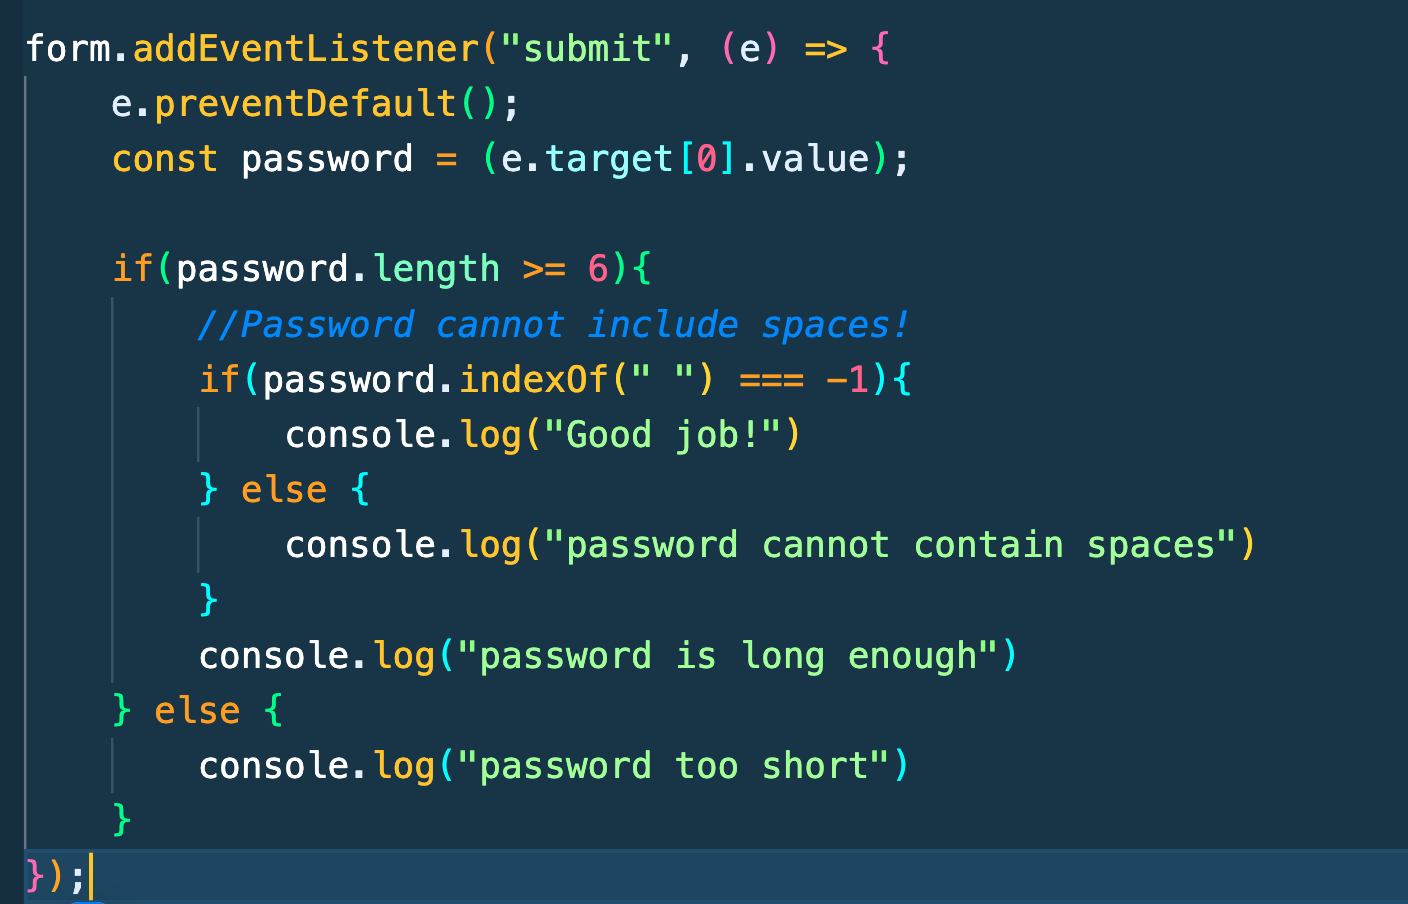 form.addEventListener("submit", (e) => {
    e.preventDefault();
    const password = (e.target[0].value);

    if(password.length >= 6){
        //Password cannot include spaces!
        if(password.indexOf(" ") === -1){
            console.log("Good job!")
        } else {
            console.log("password cannot contain spaces")
        }
        console.log("password is long enough")
    } else {
        console.log("password too short")
    }
});